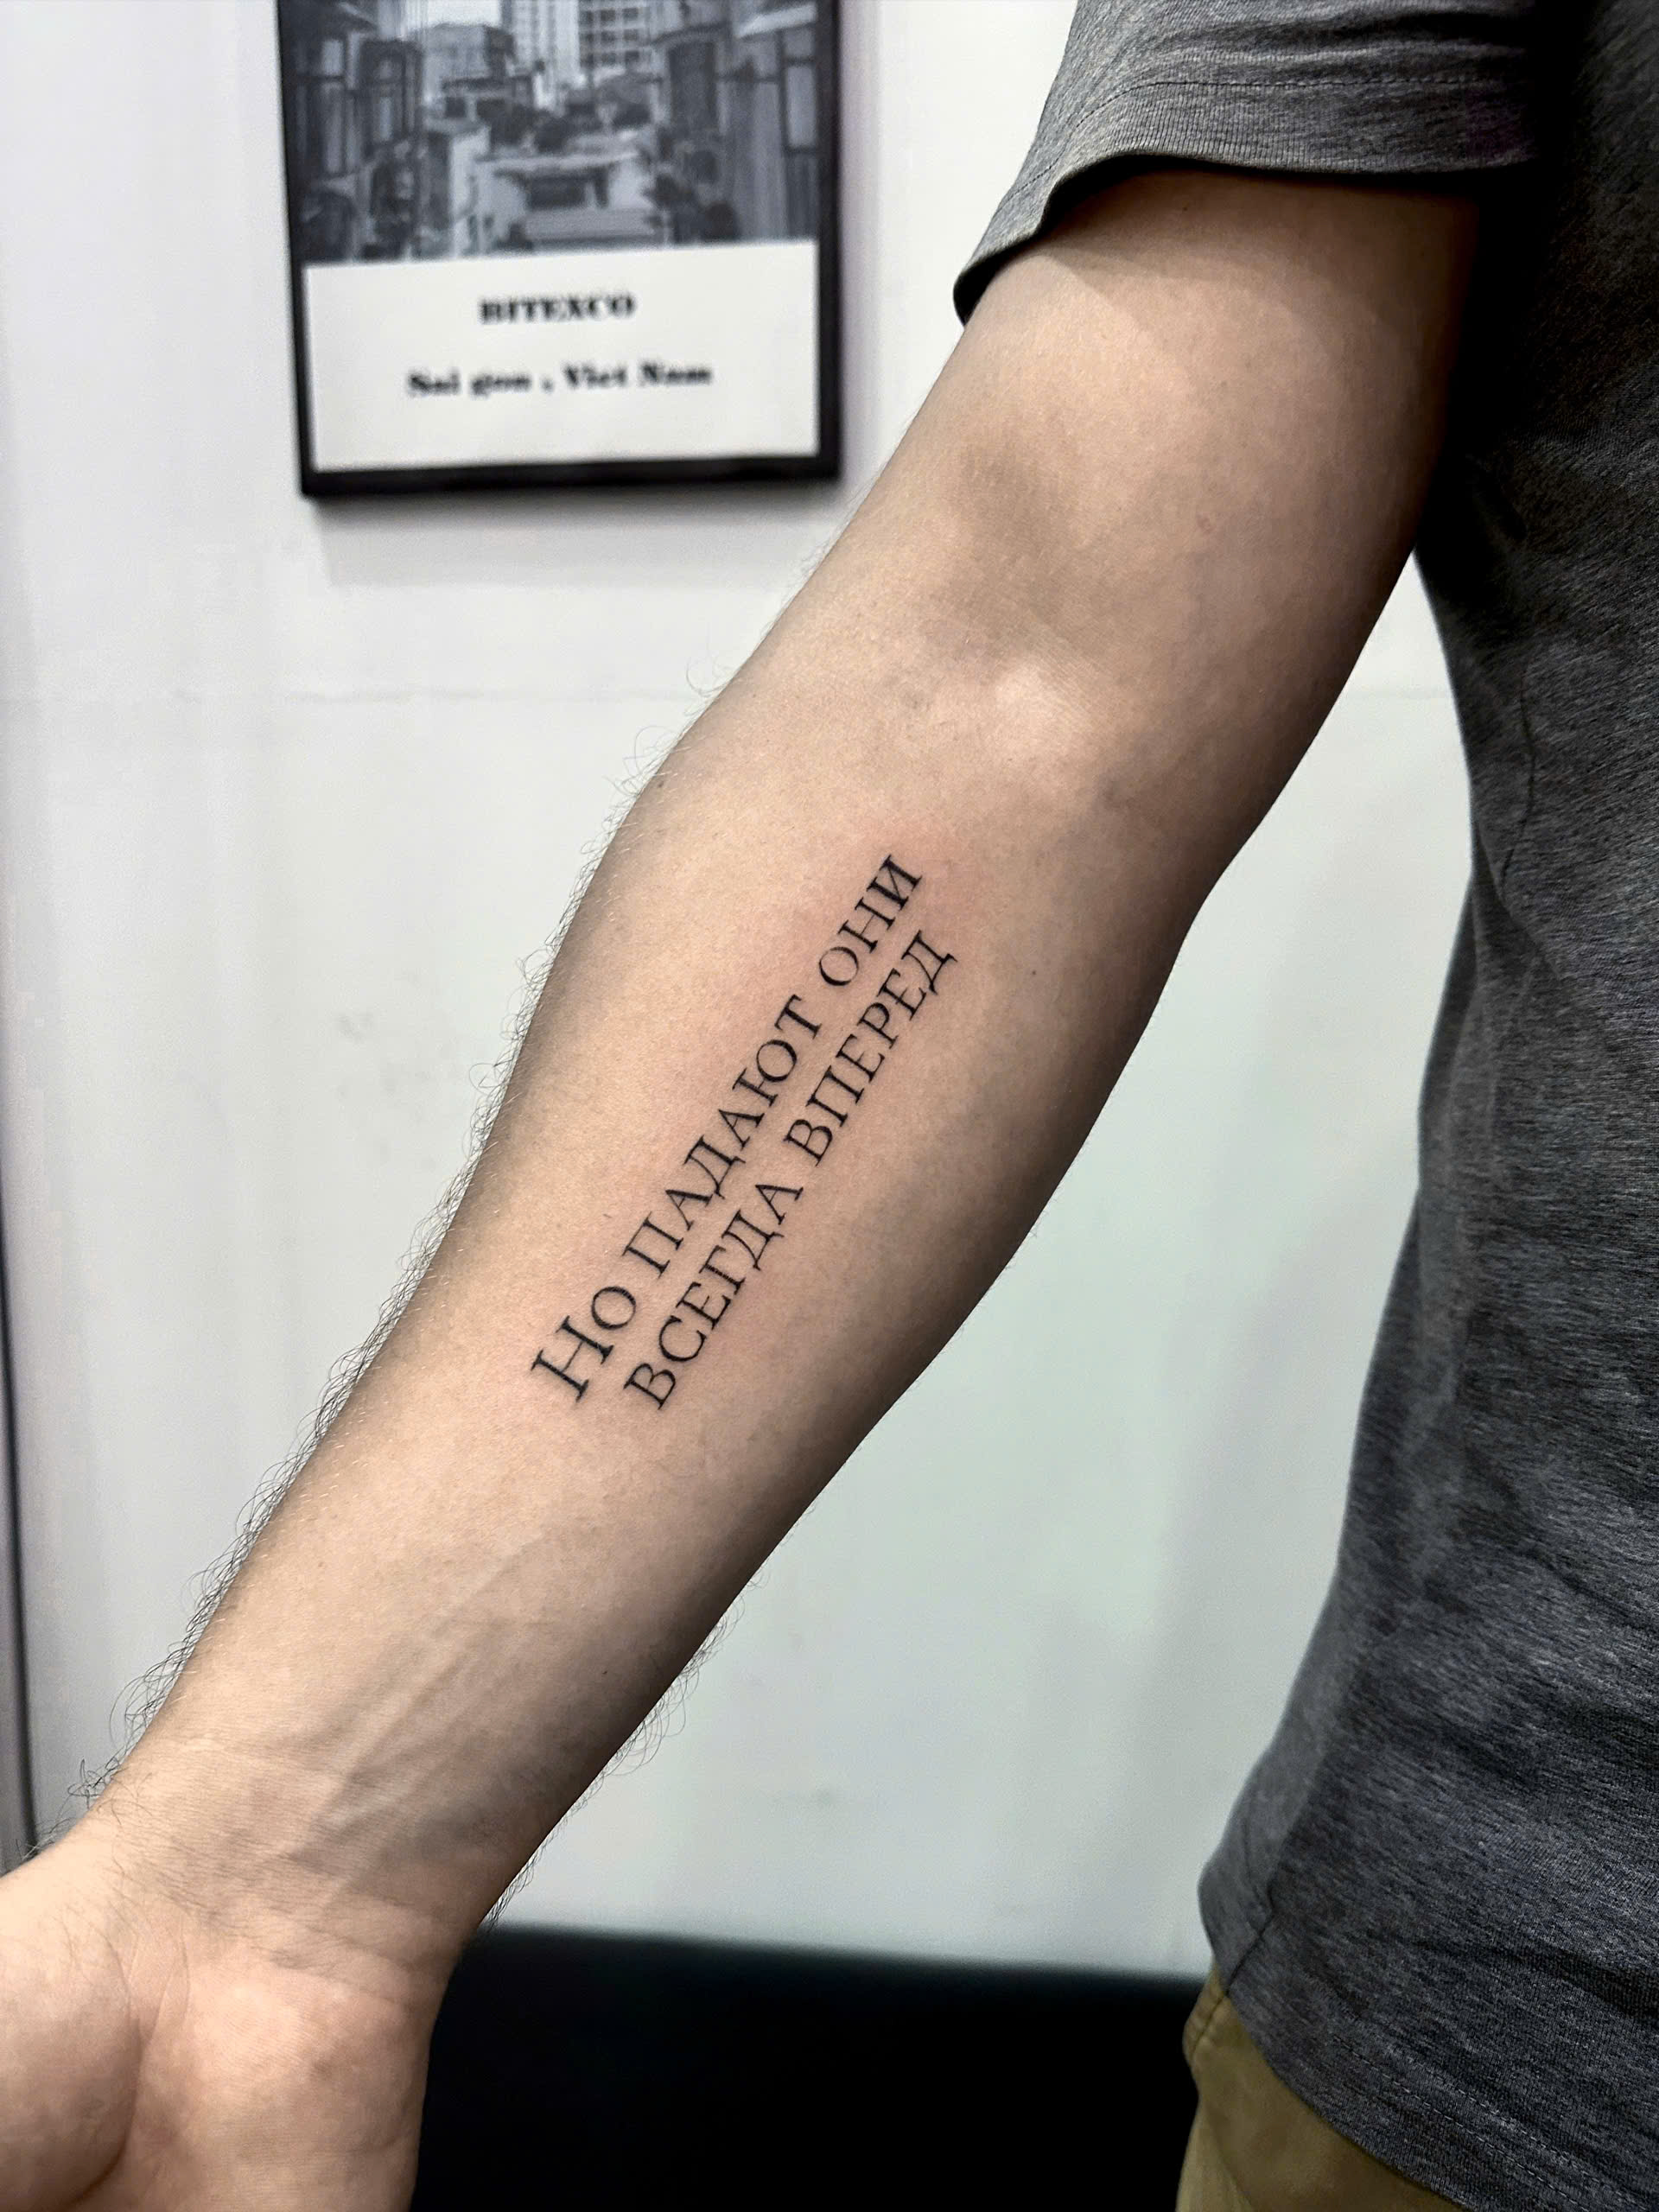 BITEXCO
Sai gon , Viet Nam
Но падают они
всегда вперед